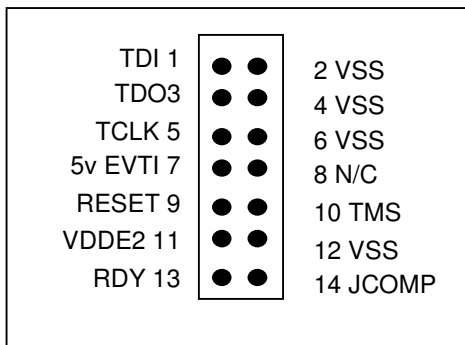 TDI 1
2 VSS
TDO3
4 VSS
TCLK 5
6 VSS
5v EVTI 7
8 N/C
RESET 9
10 TMS
VDDE2 11
12 VSS
RDY 13
14 JCOMP